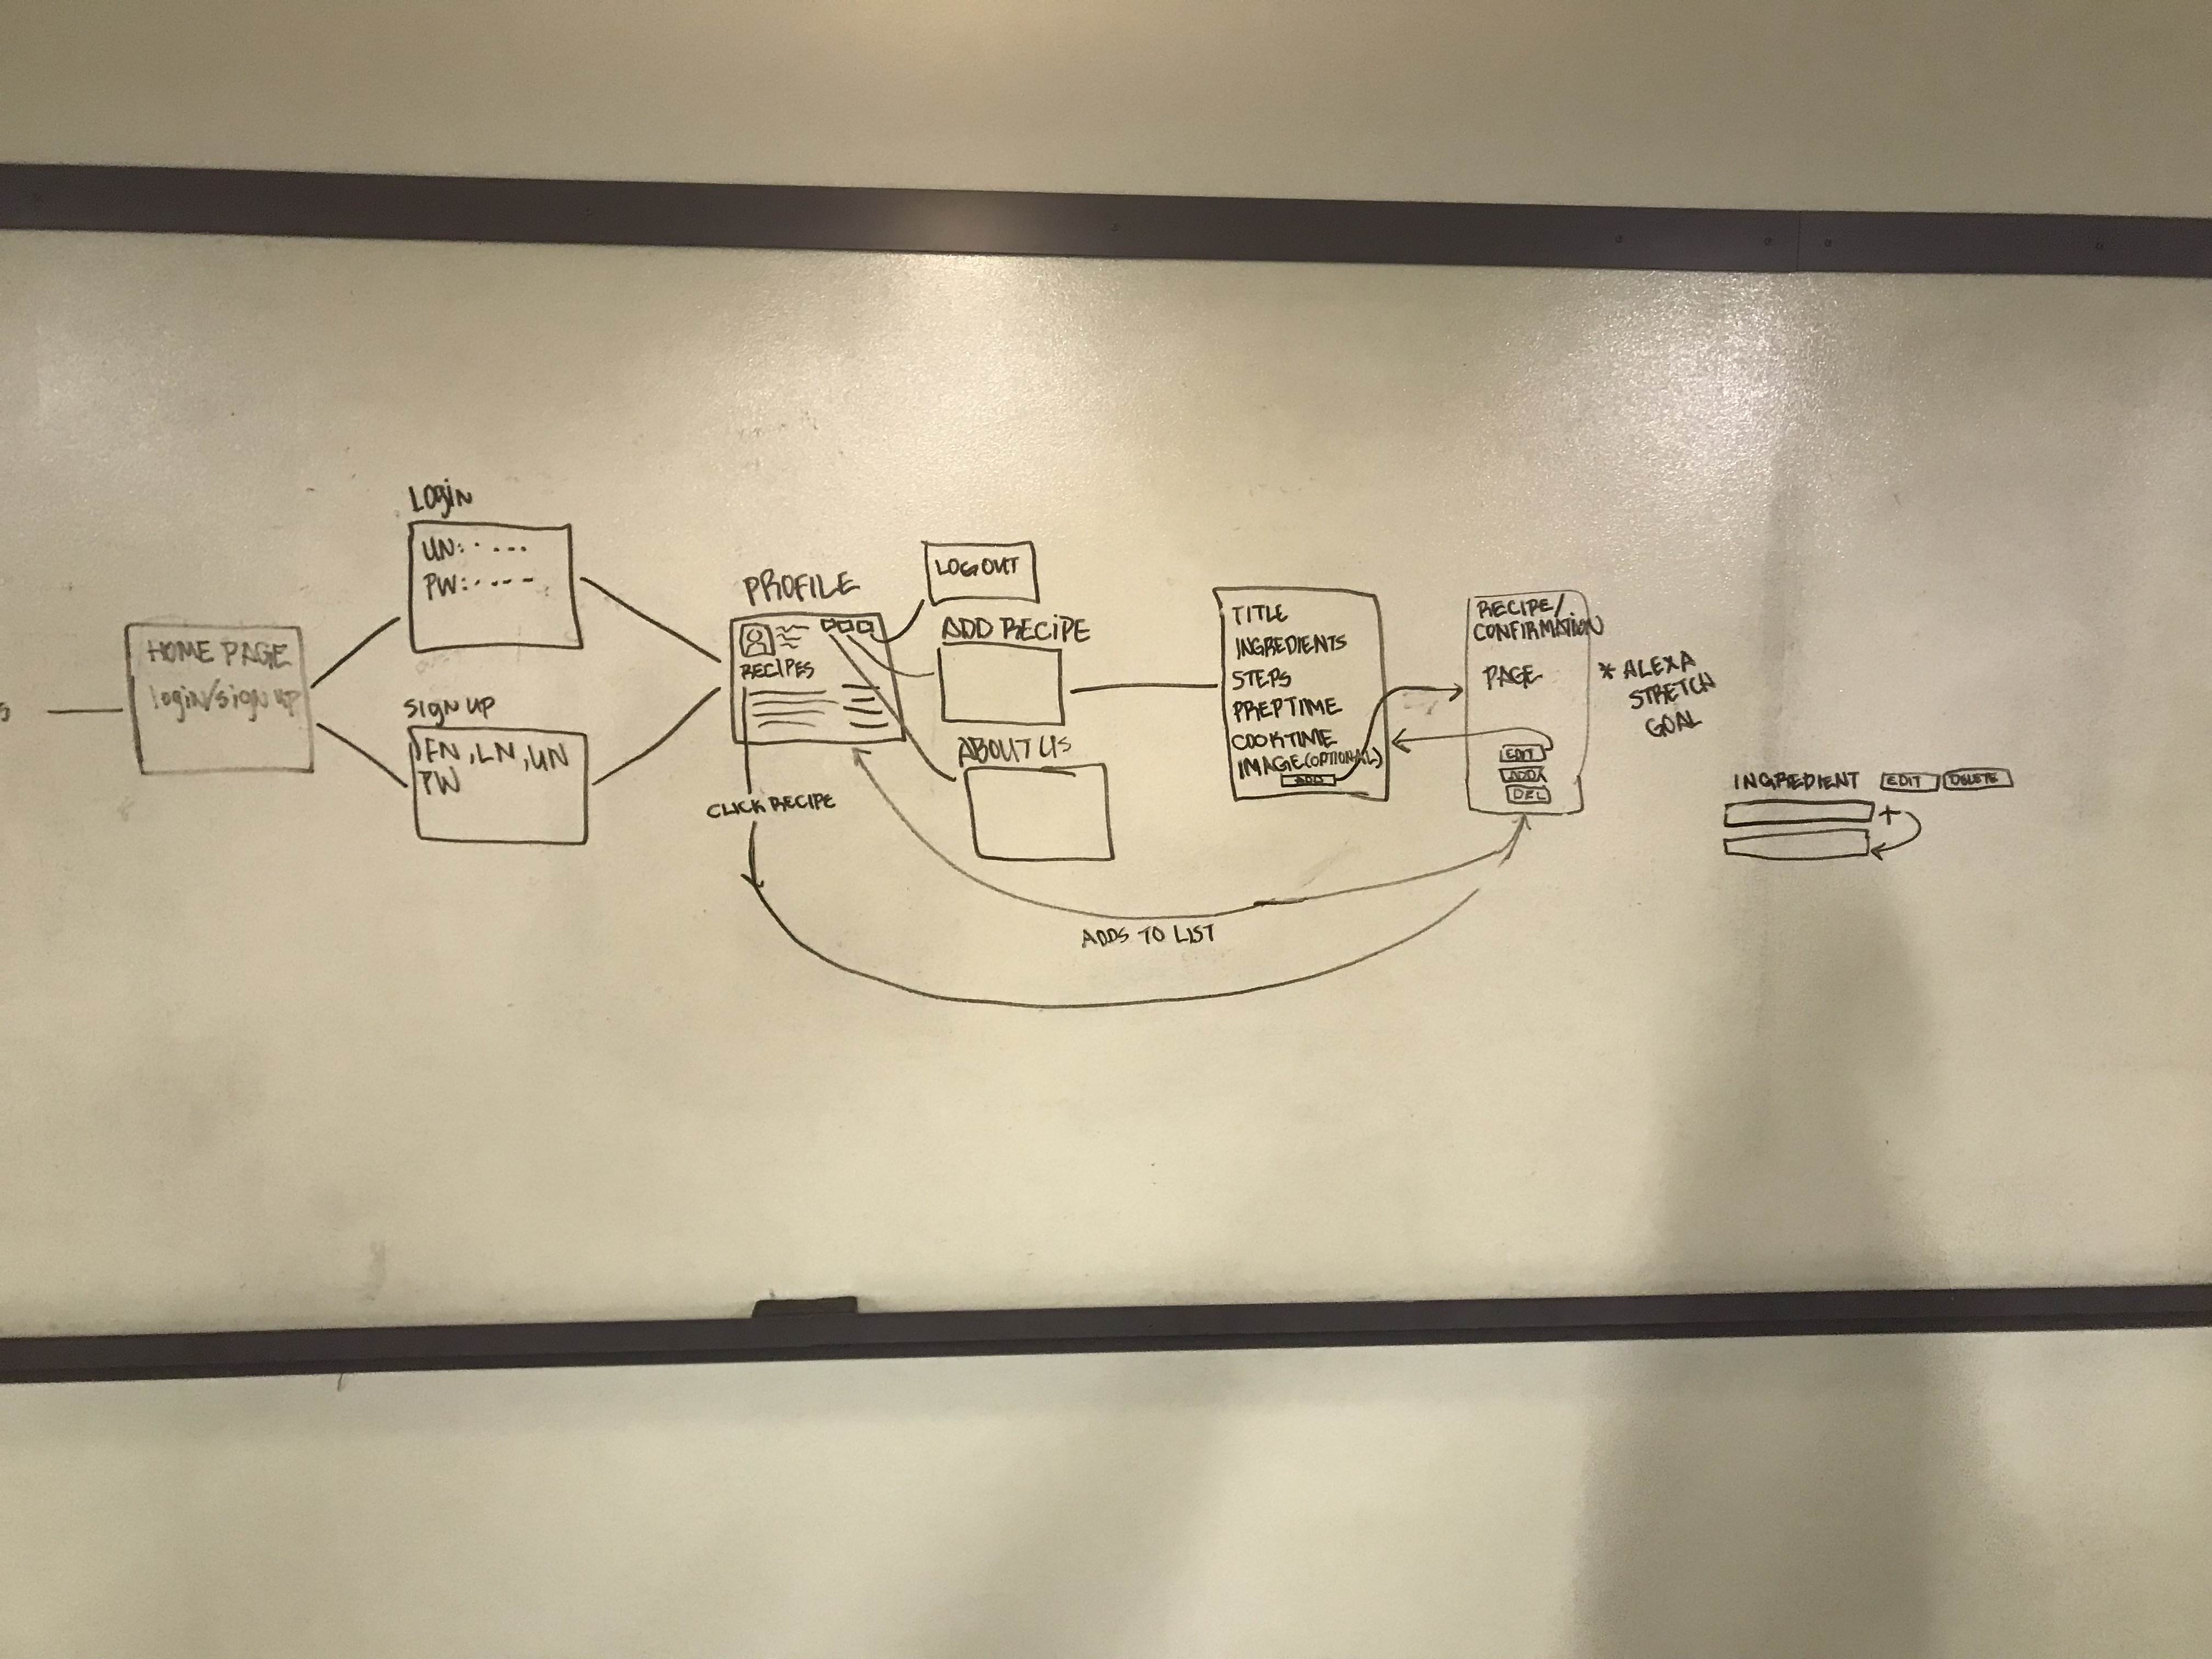 HOME PAGE
login/sign up
Login
UN:
PW:
Sign up
FN, LN, UN
PW
PROFILE
RECIPES
CLICK RECIPE
LOGOUT
ADD RECIPE
ABOUT US
TITLE
INGREDIENTS
STEPS
PREPTIME
COOKTIME
IMAGE(OPTIONAL)
ADD
RECIPE/
CONFIRMATION
PAGE
EDIT
ADD
DEL
* ALEXA
STRETCH
GOAL
INGREDIENT EDIT DELETE
+
ADDS TO LIST